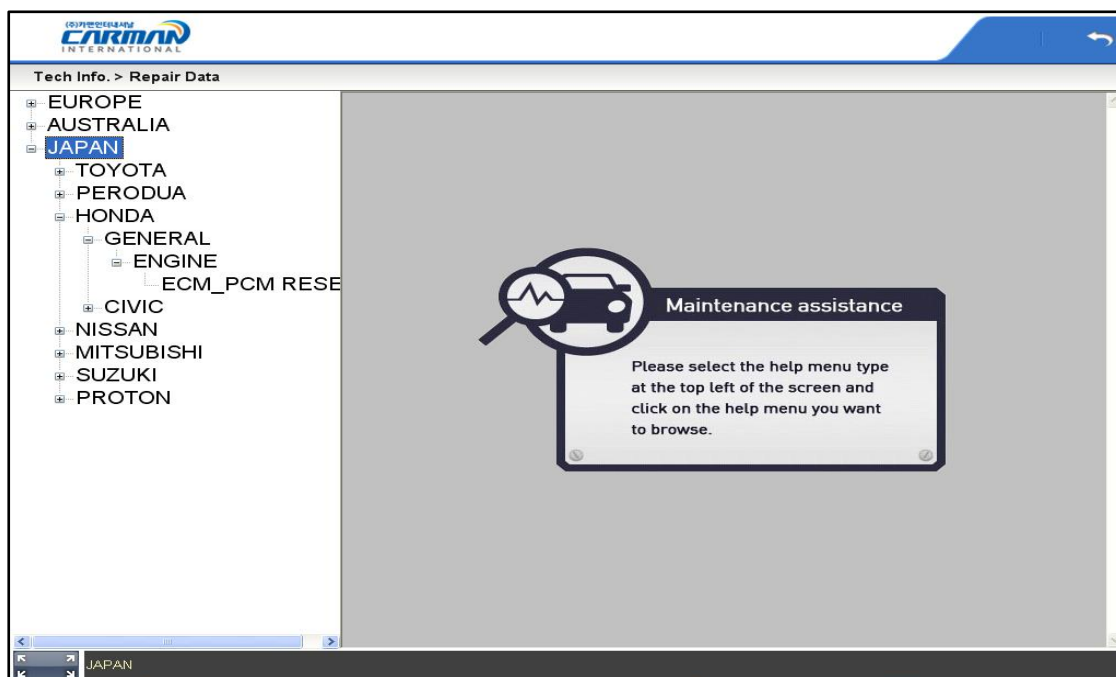 (주)카맨인터내셔날
CARMAN
INTERNATIONAL
Tech Info. > Repair Data
EUROPE
AUSTRALIA
JAPAN
TOYOTA
PERODUA
HONDA
GENERAL
ENGINE
ECM_PCM RESE
CIVIC
NISSAN
MITSUBISHI
SUZUKI
PROTON
Maintenance assistance
Please select the help menu type
at the top left of the screen and
click on the help menu you want
to browse.
JAPAN